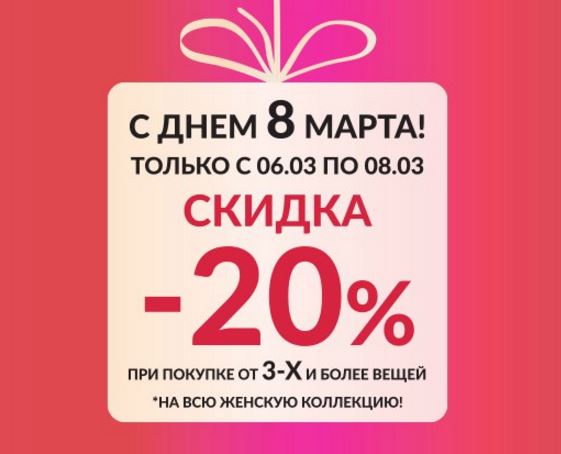 С ДНЕМ 8 МАРТА!
ТОЛЬКО С 06.03 ПО 08.03
СКИДКА
-20%
ПРИ ПОКУПКЕ ОТ 3-Х И БОЛЕЕ ВЕЩЕЙ
*НА ВСЮ ЖЕНСКУЮ КОЛЛЕКЦИЮ!